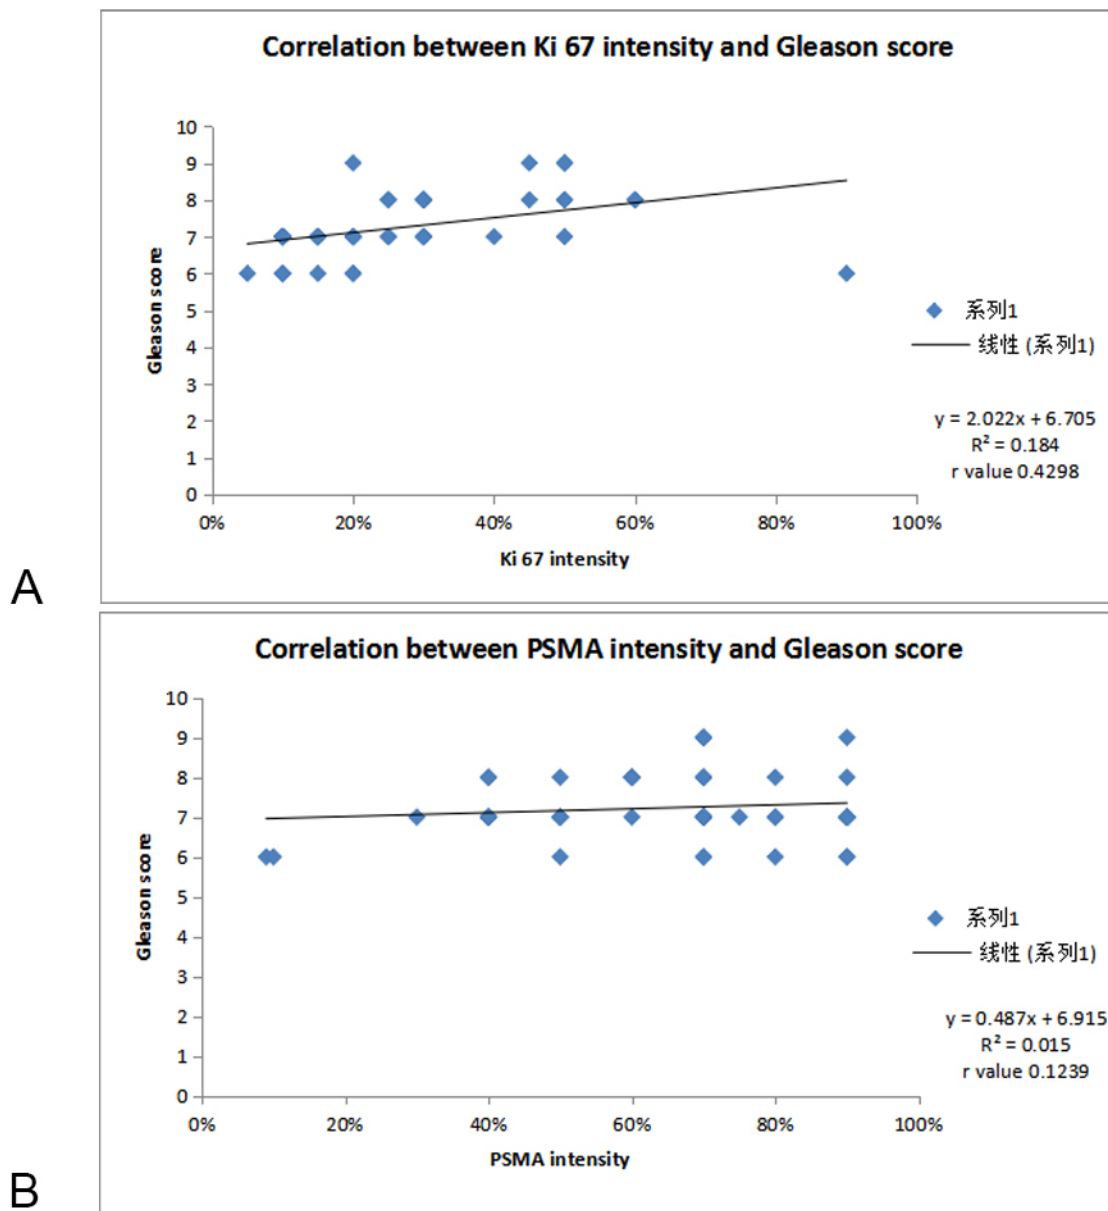 Correlation between Ki 67 intensity and Gleason score
10
9
8
7
6
5
4
3
2
1
0
Gleason score
0% 20% 40% 60% 80% 100%
Ki 67 intensity
系列1
线性 (系列1)
y = 2.022x + 6.705
R² = 0.184
r value 0.4298
A
Correlation between PSMA intensity and Gleason score
10
9
8
7
6
5
4
3
2
1
0
Gleason score
0% 20% 40% 60% 80% 100%
PSMA intensity
系列1
线性 (系列1)
y = 0.487x + 6.915
R² = 0.015
r value 0.1239
B